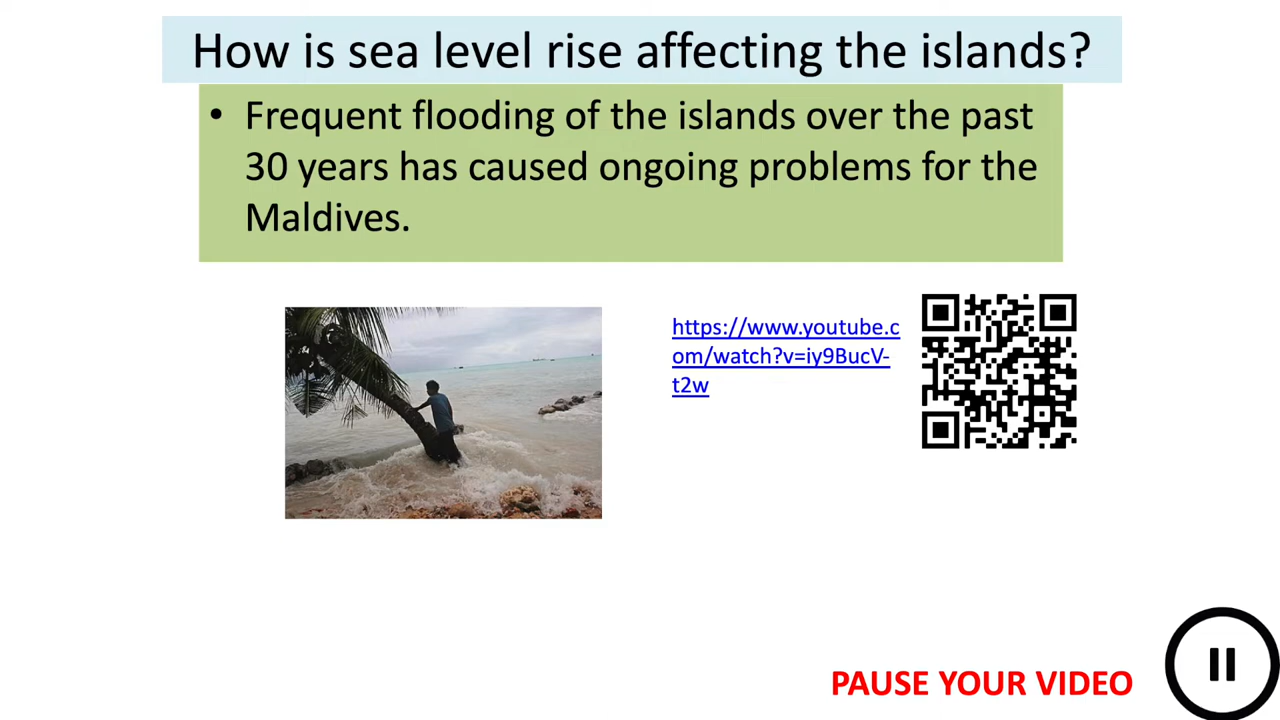 How is sea level rise affecting the islands?
• Frequent flooding of the islands over the past
30 years has caused ongoing problems for the
Maldives.
https://www.youtube.c
om/watch?v=iy9BucV-
t2w
PAUSE YOUR VIDEO